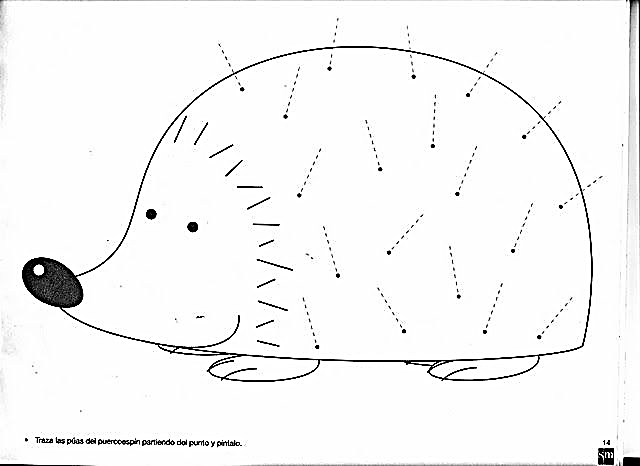 • Traza las púas del puercoespín partiendo del punto y píntalo.
14
sm